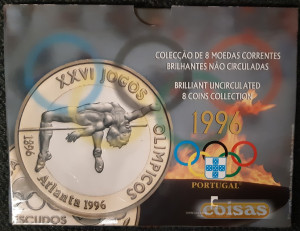 COLECÇÃO DE 8 MOEDAS CORRENTES
BRILHANTES NÃO CIRCULADAS
BRILLIANT UNCIRCULATED
8 COINS COLLECTION
1996
PORTUGAL
XXVI JOGOS
OLÍMPICOS
1896
Atlanta 1996
ESCUDOS
coisas